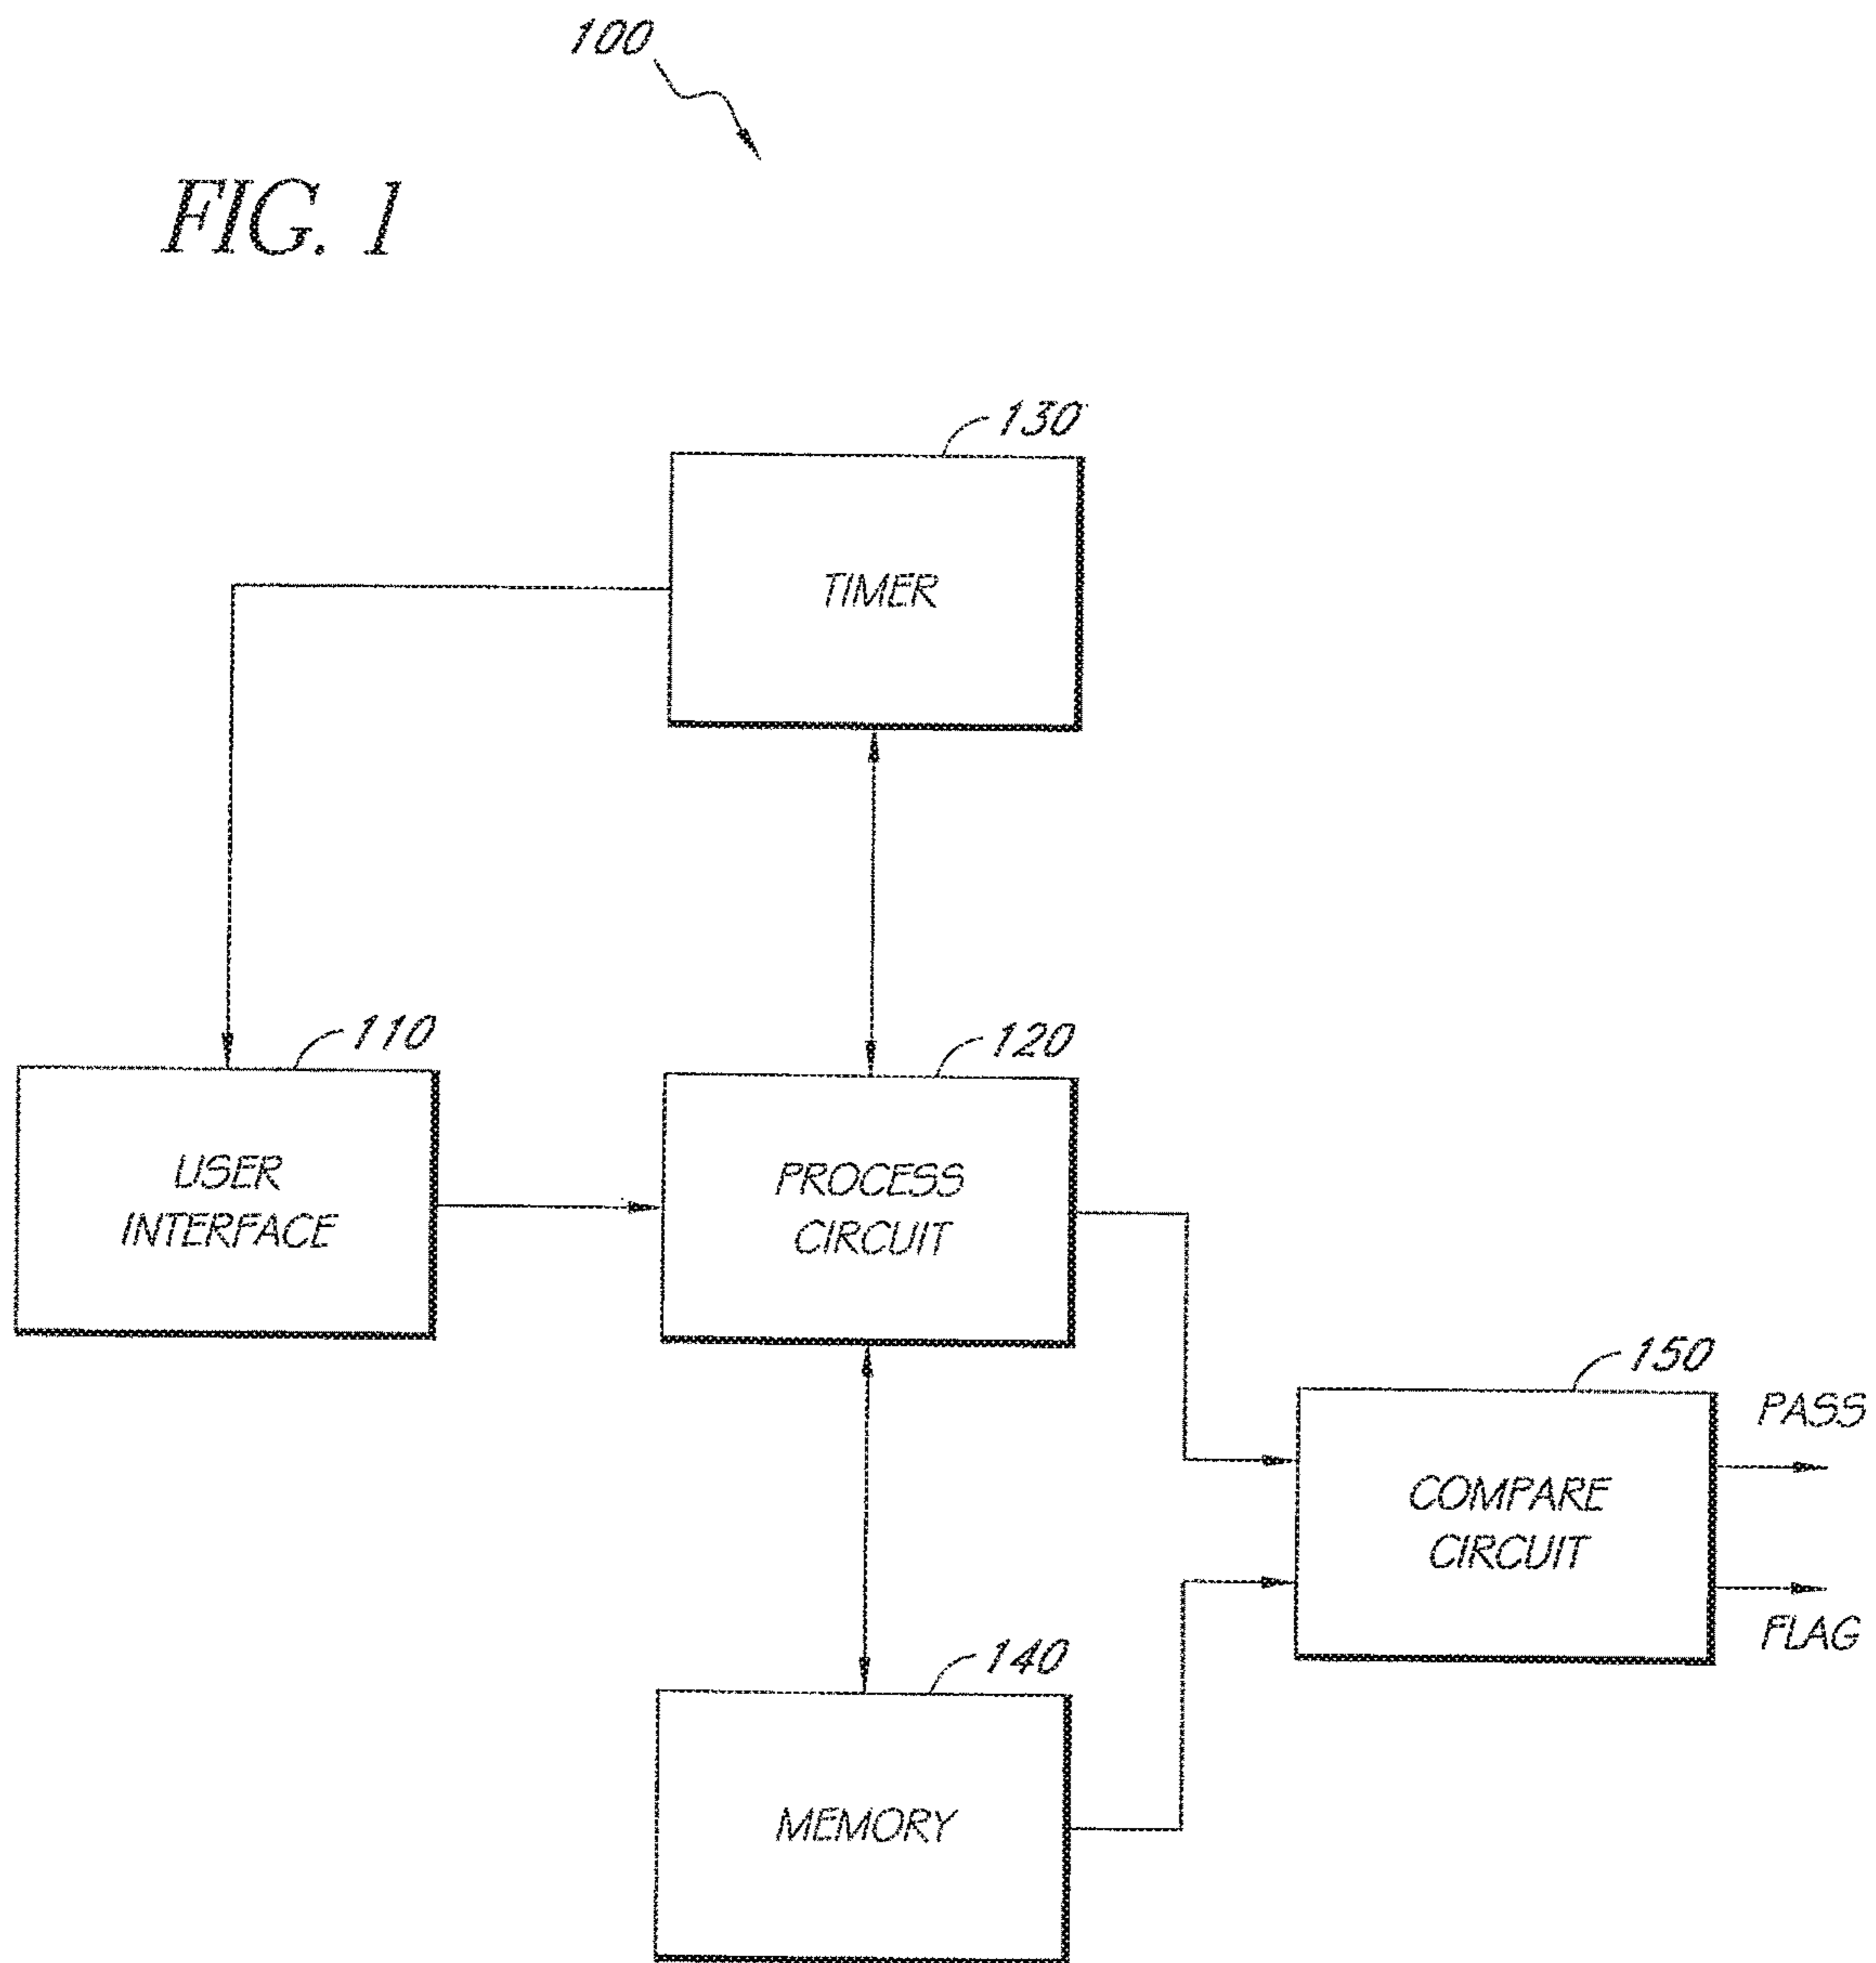 100
FIG. 1
130
TIMER
110
120
USER
INTERFACE
PROCESS
CIRCUIT
150
PASS
COMPARE
CIRCUIT
FLAG
140
MEMORY